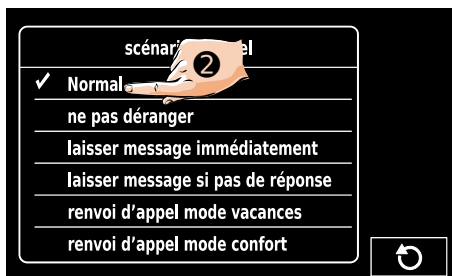 2
Normal
ne pas déranger
laisser message immédiatement
laisser message si pas de réponse
renvoi d'appel mode vacances
renvoi d'appel mode confort